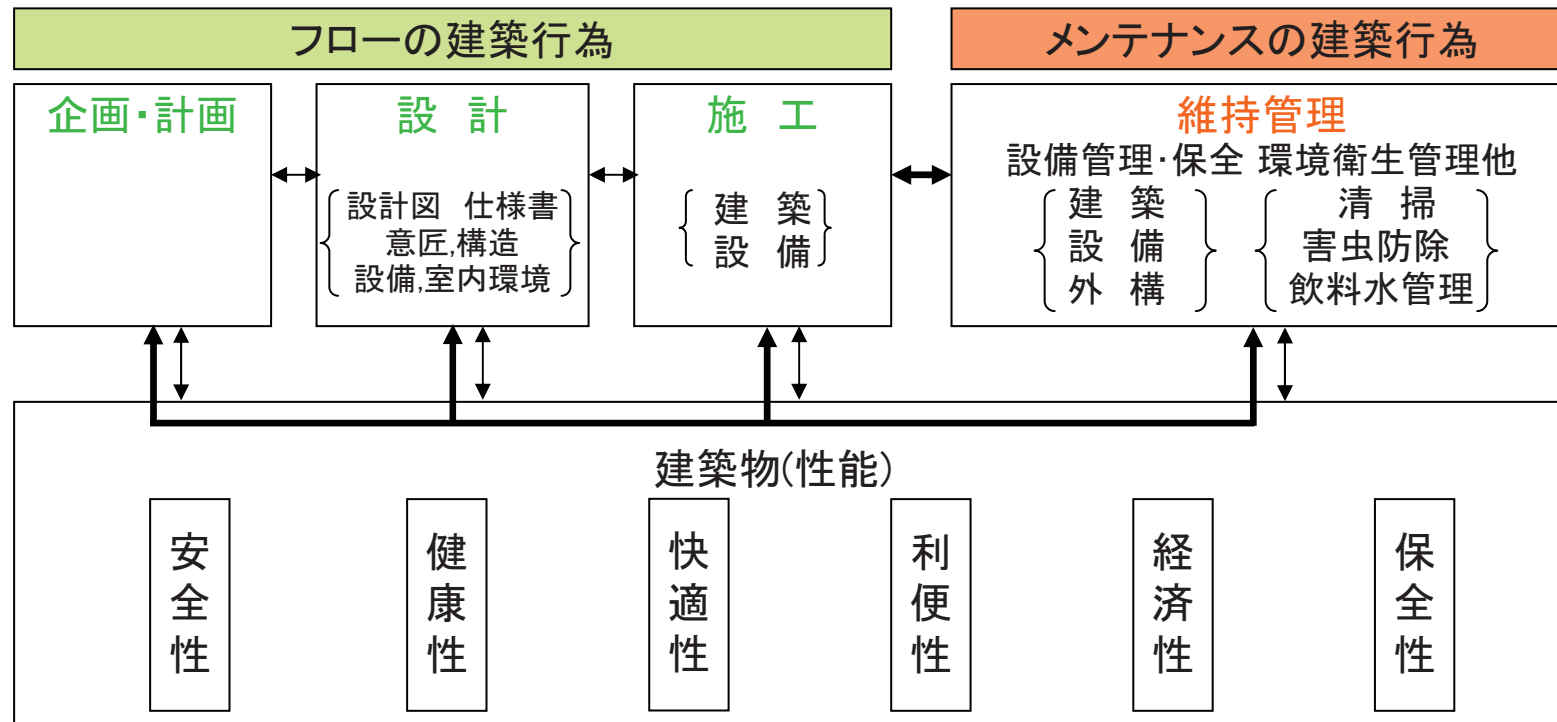 フローの建築行為
メンテナンスの建築行為
企画・計画
設 計
設計図 仕様書
意匠,構造
設備,室内環境
施 工
建 築
設 備
維持管理
設備管理・保全 環境衛生管理他
建 築
設 備
外 構
清 掃
害虫防除
飲料水管理
建築物(性能)
安全性
健康性
快適性
利便性
経済性
保全性